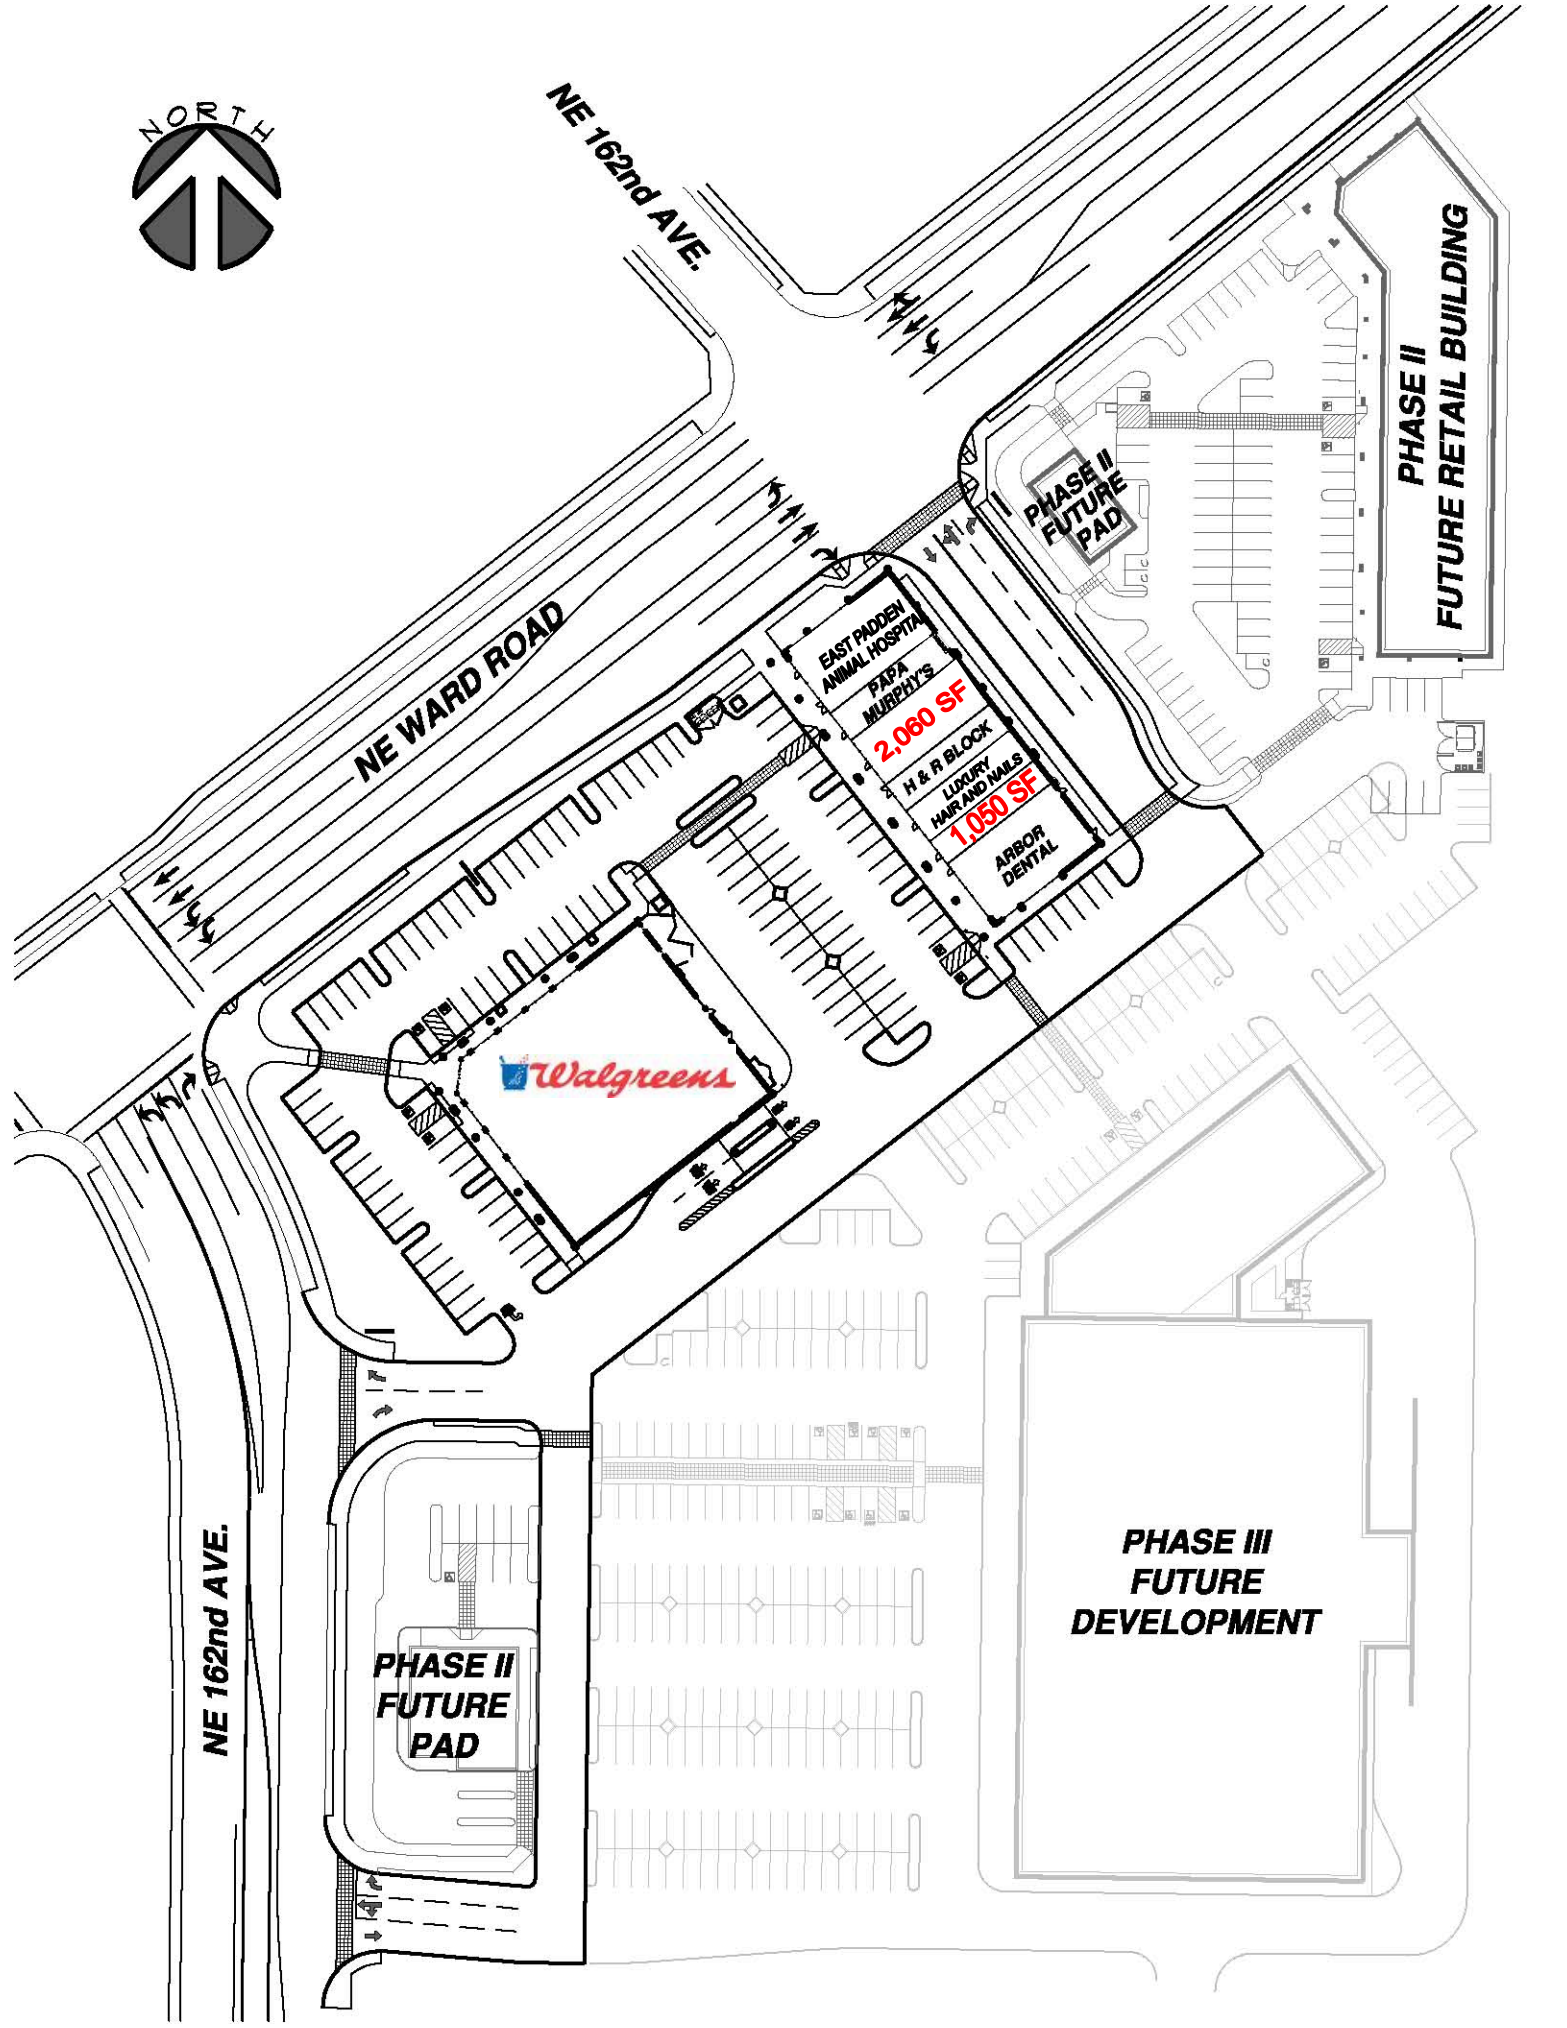 NORTH
NE 162nd AVE.
PHASE II
FUTURE RETAIL BUILDING
PHASE II
FUTURE
PAD
NE WARD ROAD
EAST PADDEN
ANIMAL HOSPITAL
PAPA
MURPHY'S
2,060 SF
H & R BLOCK
LUXURY
HAIR AND NAILS
1,050 SF
ARBOR
DENTAL
Walgreens
NE 162nd AVE.
PHASE II
FUTURE
PAD
PHASE III
FUTURE
DEVELOPMENT